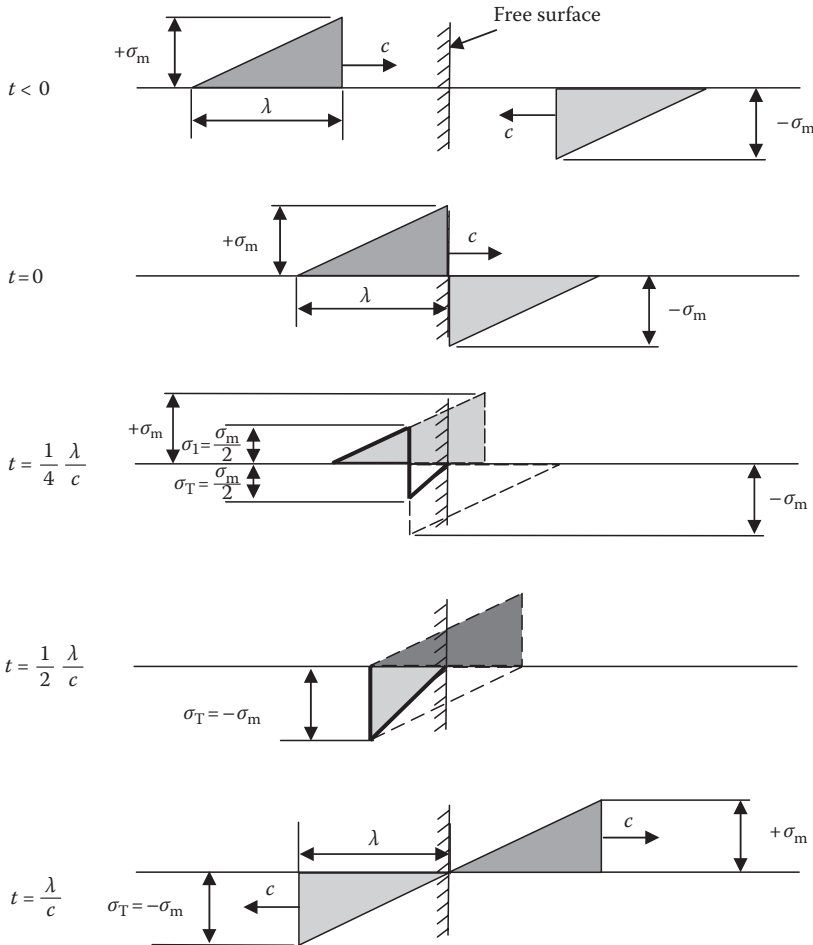 Free surface
+σm
c
t < 0
λ
c
−σm
+σm
c
t = 0
λ
−σm
+σm
σ1 = σm/2
t = 1/4 λ/c
σT = σm/2
−σm
t = 1/2 λ/c
σT = −σm
λ
c
+σm
t = λ/c
σT = −σm
c